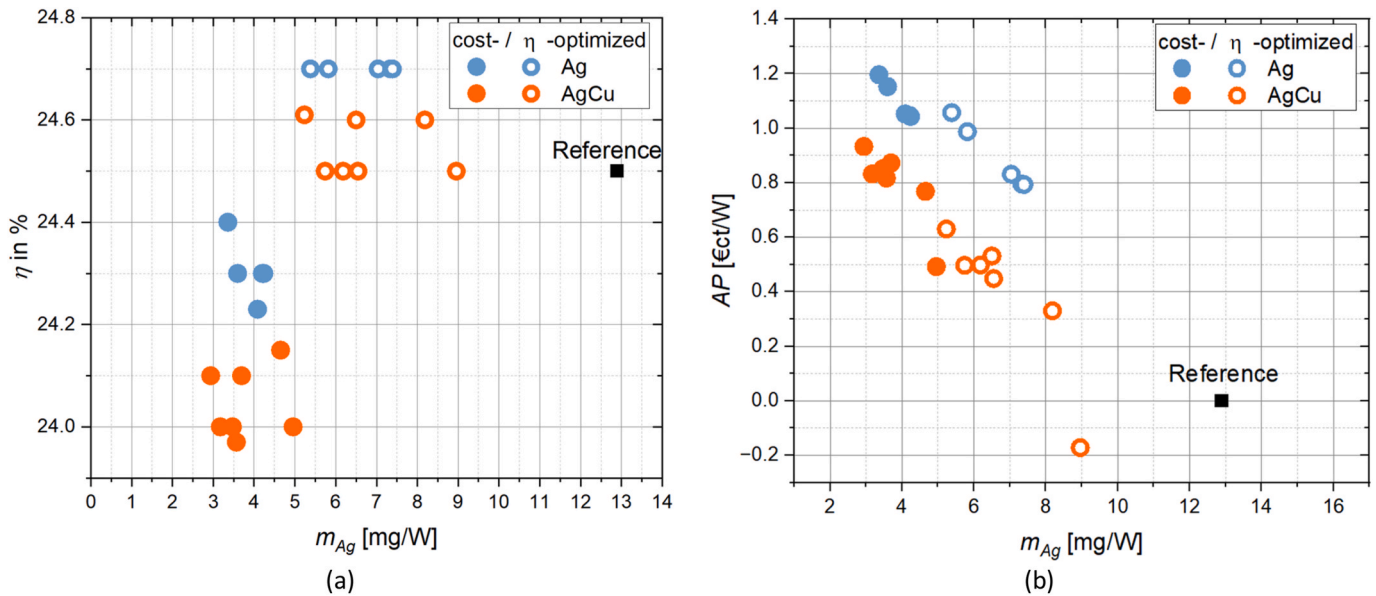 24.8
24.6
24.4
24.2
24.0
η in %
cost- / η -optimized
Ag
AgCu
Reference
0 1 2 3 4 5 6 7 8 9 10 11 12 13 14
m_Ag [mg/W]
(a)
1.4
1.2
1.0
0.8
0.6
0.4
0.2
0.0
−0.2
AP [€ct/W]
cost- / η -optimized
Ag
AgCu
Reference
2 4 6 8 10 12 14 16
m_Ag [mg/W]
(b)